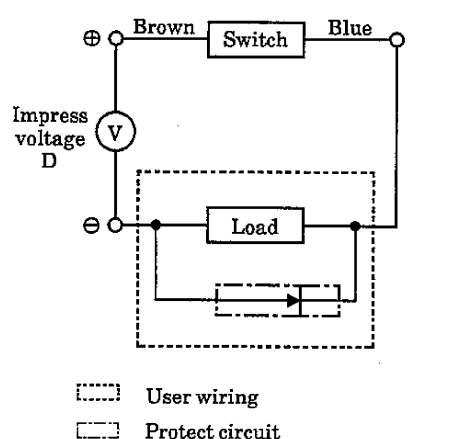 ⊕ Brown Switch Blue
Impress
voltage
D
V
⊖ Load
User wiring
Protect circuit